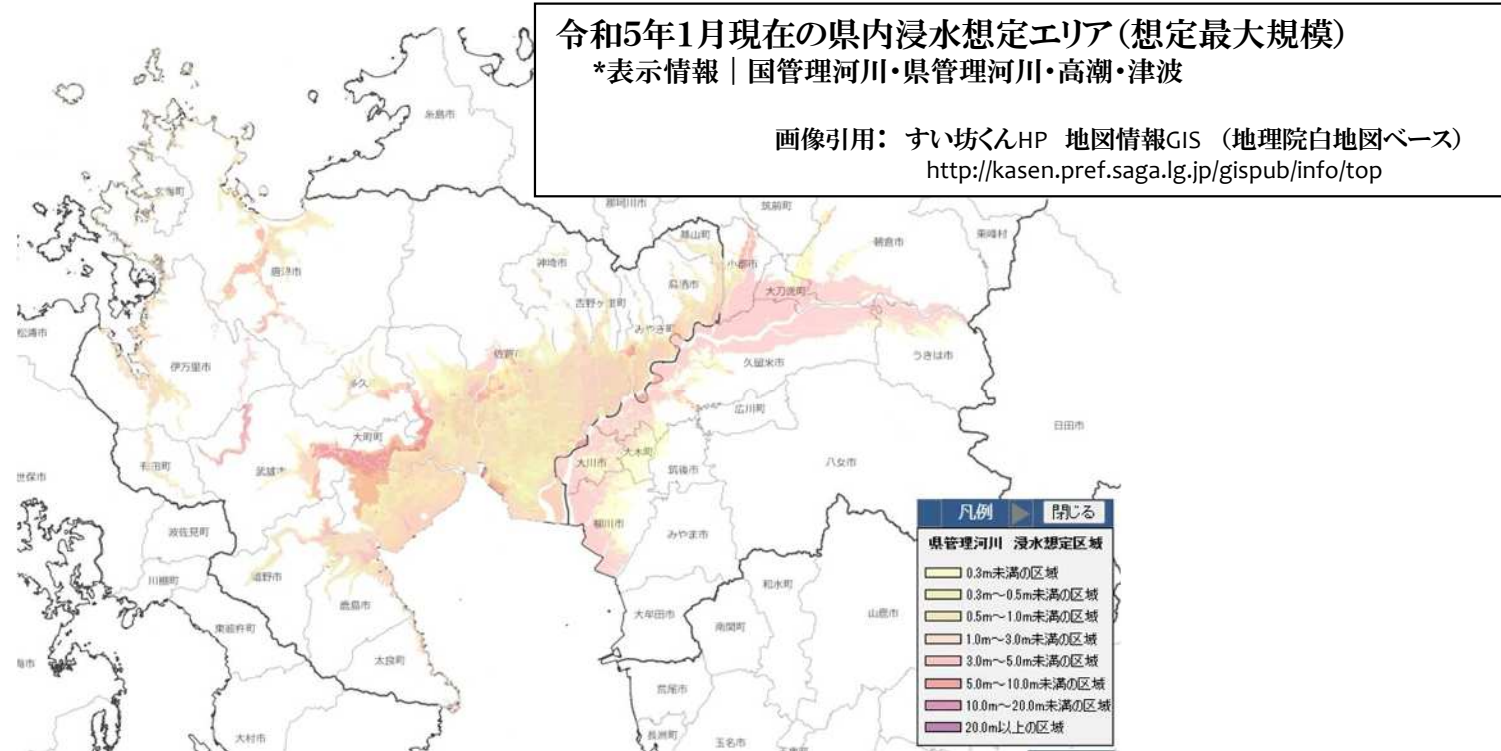 令和5年1月現在の県内浸水想定エリア（想定最大規模）
*表示情報｜国管理河川・県管理河川・高潮・津波
画像引用： すい坊くんHP 地図情報GIS （地理院白地図ベース）
http://kasen.pref.saga.lg.jp/gispub/info/top
糸島市
那珂川市
筑前町
玄海町
基山町
朝倉市
東峰村
神埼市
小郡市
唐津市
鳥栖市
大刀洗町
吉野ヶ里町
みやき町
松浦市
佐賀
久留米市
うきは市
伊万里市
多久
広川町
日田市
大町町
大木町
大川市
有田町
武雄市
筑後市
八女市
世保市
柳川市
波佐見町
みやま市
川棚町
嬉野市
和水町
鹿島市
大牟田市
山鹿市
東彼杵町
南関町
太良町
荒尾市
大村市
長洲町
玉名市
凡例 閉じる
県管理河川 浸水想定区域
0.3m未満の区域
0.3m～0.5m未満の区域
0.5m～1.0m未満の区域
1.0m～3.0m未満の区域
3.0m～5.0m未満の区域
5.0m～10.0m未満の区域
10.0m～20.0m未満の区域
20.0m以上の区域